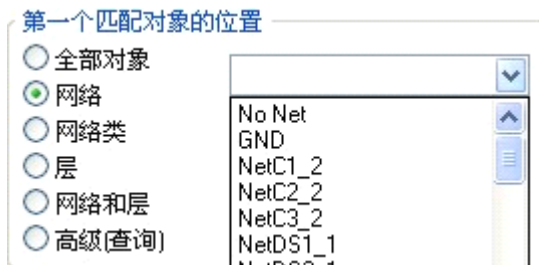 第一个匹配对象的位置
全部对象
网络
网络类
层
网络和层
高级(查询)
No Net
GND
NetC1_2
NetC2_2
NetC3_2
NetDS1_1